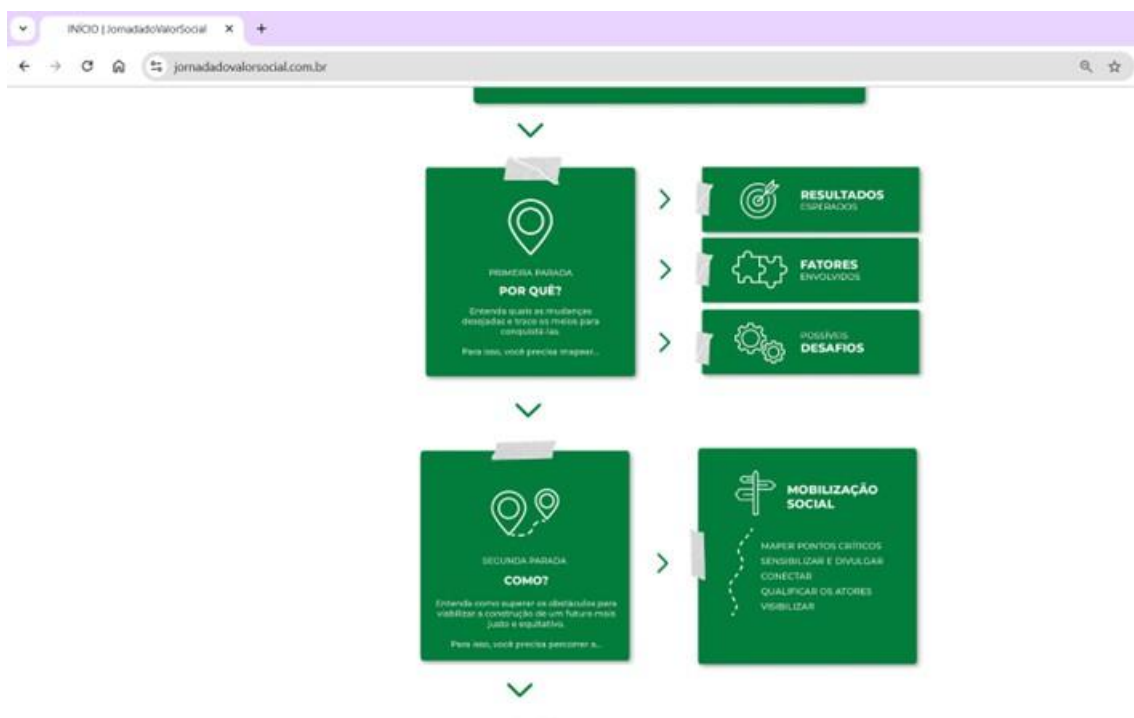 INÍCIO | JornadadoValorSocial
jornadadovalorsocial.com.br
PRIMEIRA PARADA
POR QUÊ?
Entenda quais as mudanças
desejadas e trace os meios para
conquistá-las.
Para isso, você precisa mapear...
RESULTADOS
ESPERADOS
FATORES
ENVOLVIDOS
POSSÍVEIS
DESAFIOS
SEGUNDA PARADA
COMO?
Entenda como superar os obstáculos para
viabilizar a construção de um futuro mais
justo e equitativo.
Para isso, você precisa percorrer a...
MOBILIZAÇÃO
SOCIAL
MAPER PONTOS CRÍTICOS
SENSIBILIZAR E DIVULGAR
CONECTAR
QUALIFICAR OS ATORES
VISIBILIZAR